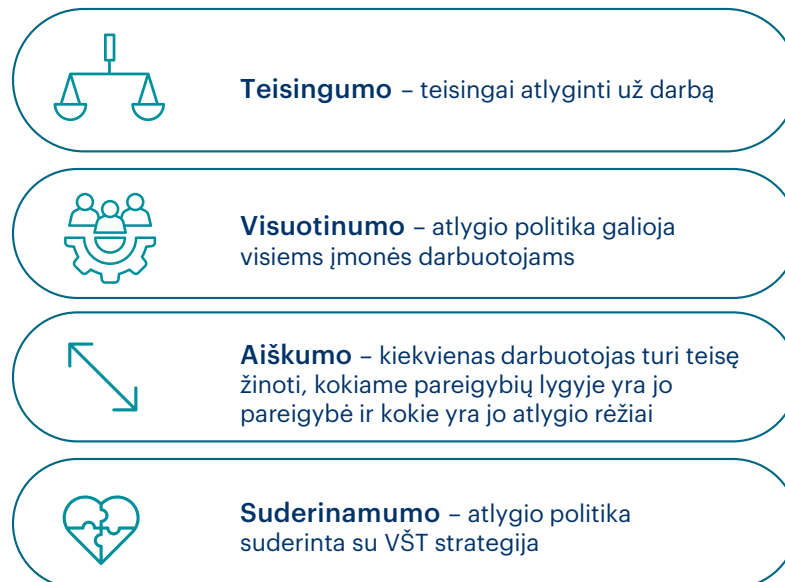 Teisingumo – teisingai atlyginti už darbą
Visuotinumo – atlygio politika galioja
visiems įmonės darbuotojams
Aiškumo – kiekvienas darbuotojas turi teisę
žinoti, kokiame pareigybių lygyje yra jo
pareigybė ir kokie yra jo atlygio rėžiai
Suderinamumo – atlygio politika
suderinta su VŠT strategija